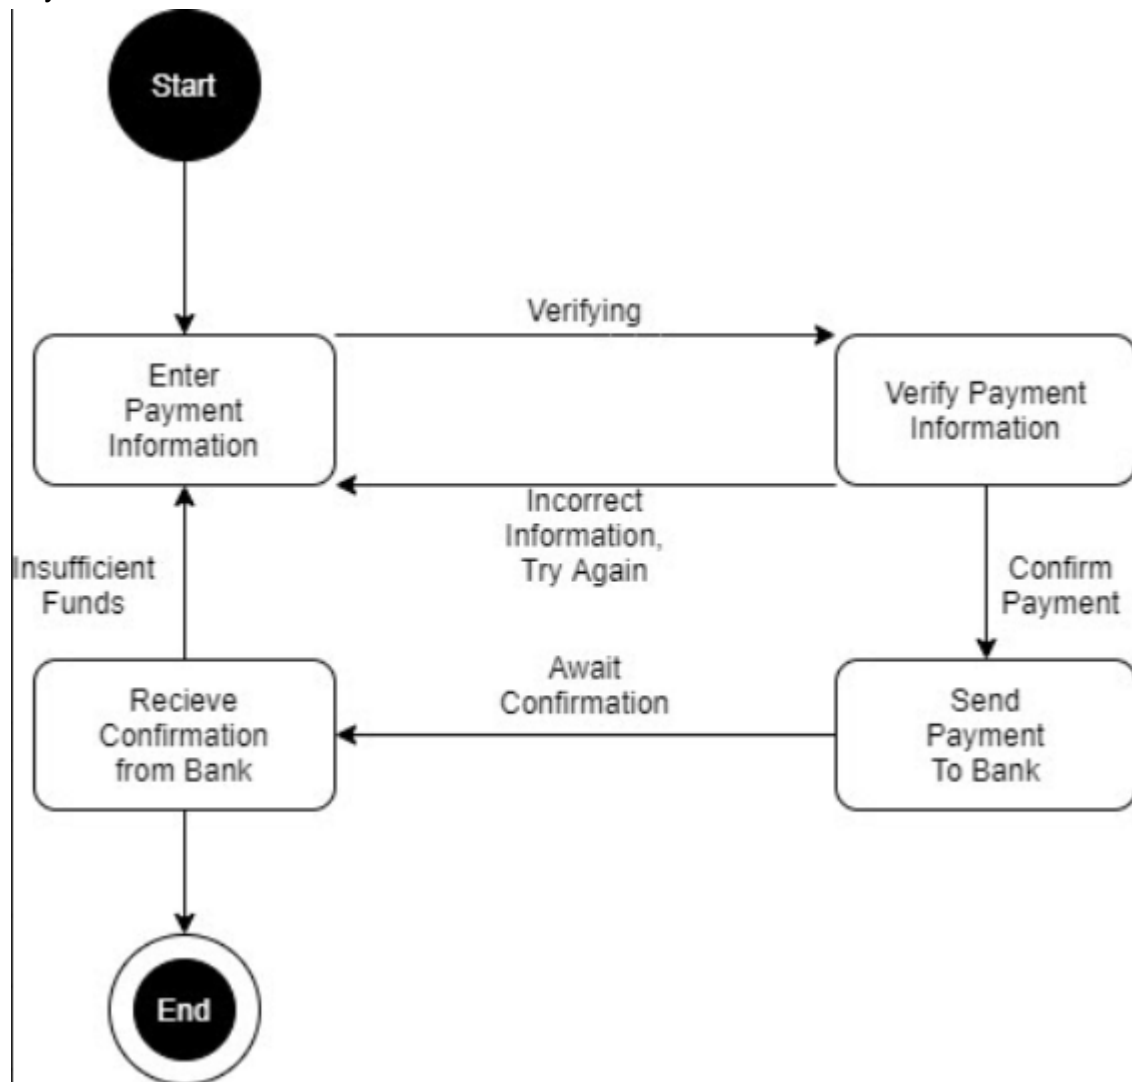 Start
Verifying
Enter
Payment
Information
Verify Payment
Information
Incorrect
Information,
Try Again
Insufficient
Funds
Confirm
Payment
Await
Confirmation
Recieve
Confirmation
from Bank
Send
Payment
To Bank
End